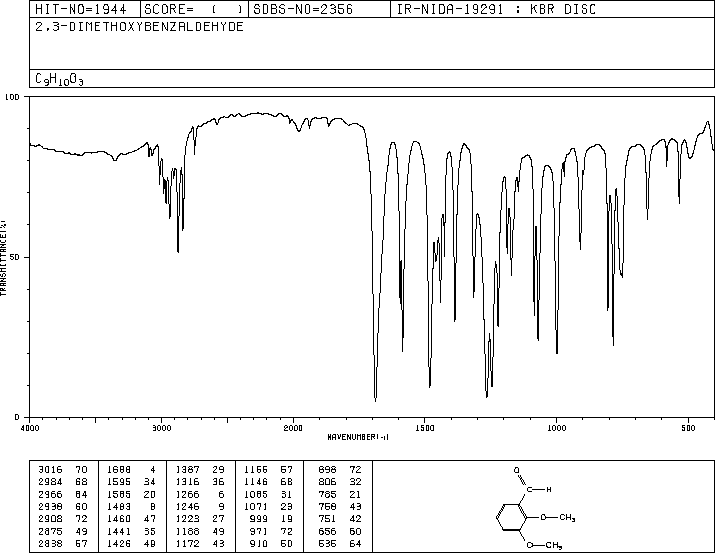 HIT-NO=1944 SCORE= ( ) SDBS-NO=2356 IR-NIDA-19291 : KBR DISC
2,3-DIMETHOXYBENZALDEHYDE
C9H10O3
100
50
0
TRANSMITTANCE(%)
4000 3000 2000 1500 1000 500
WAVENUMBER(-1)
3016 70 1688 4 1387 29 1155 57 898 72
2984 68 1595 34 1316 36 1146 68 806 32
2966 64 1585 20 1266 6 1085 31 785 21
2938 60 1483 8 1246 9 1071 23 758 43
2908 72 1460 47 1223 27 999 19 751 42
2875 49 1441 35 1188 49 971 72 656 60
2838 57 1426 49 1172 43 910 50 535 64
O
C—H
O—CH3
O—CH3